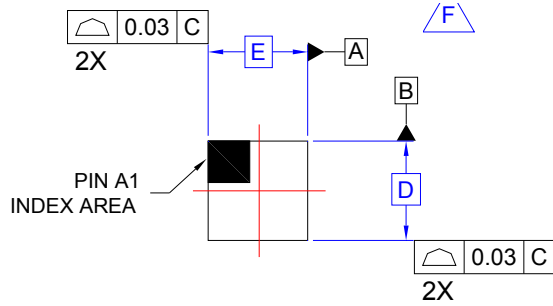 0.03 C
2X
E
A
F
B
PIN A1
INDEX AREA
D
0.03 C
2X